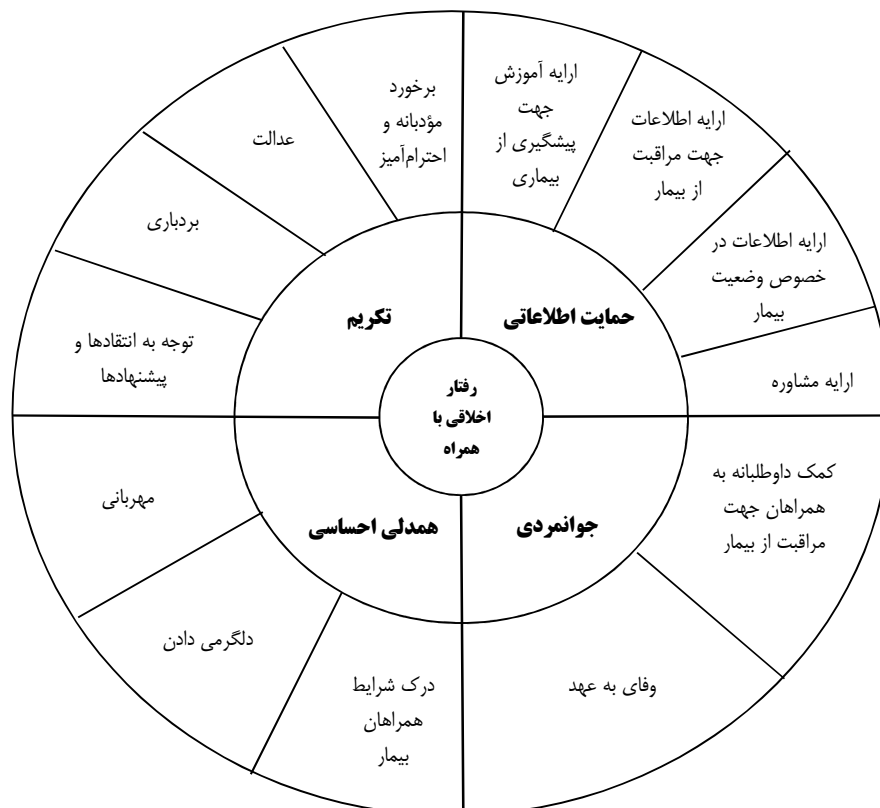 برخورد
مؤدبانه و
احترام‌آمیز
عدالت
بردباری
توجه به انتقادها و
پیشنهادها
ارایه آموزش
جهت
پیشگیری از
بیماری
ارایه اطلاعات
جهت مراقبت
از بیمار
ارایه اطلاعات در
خصوص وضعیت
بیمار
ارایه مشاوره
حمایت اطلاعاتی
تکریم
رفتار
اخلاقی با
همراه
جوانمردی
همدلی احساسی
کمک داوطلبانه به
همراهان جهت
مراقبت از بیمار
وفای به عهد
مهربانی
دلگرمی دادن
درک شرایط
همراهان
بیمار